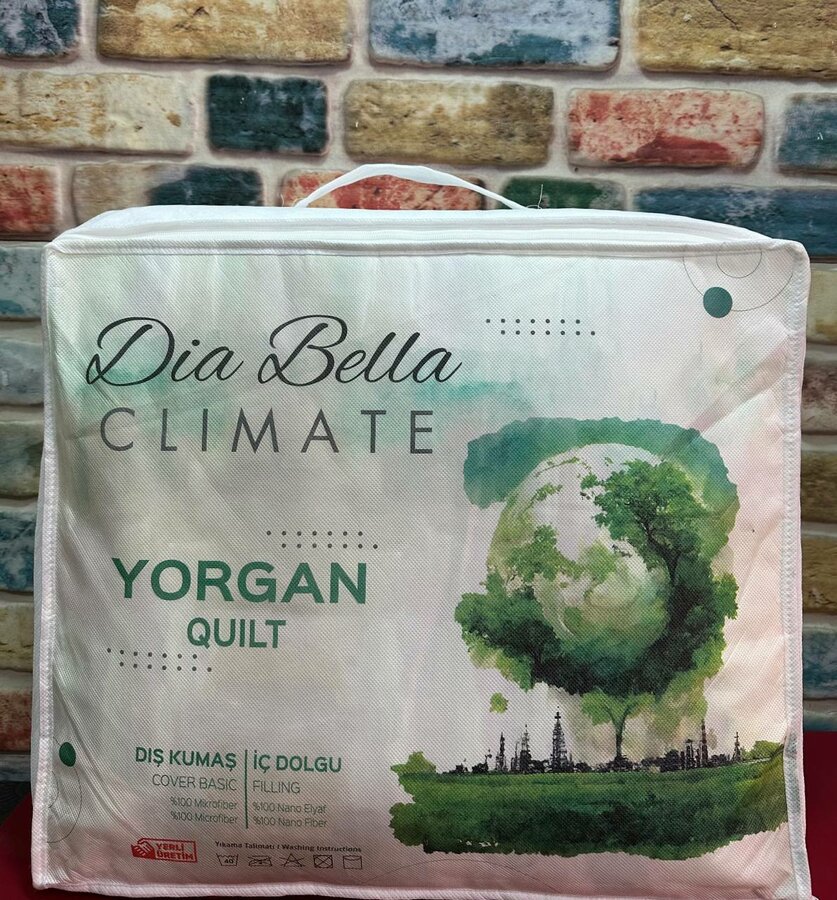 Dia Bella
CLIMATE
YORGAN
QUILT
DIŞ KUMAŞ
COVER BASIC
%100 Mikrofiber
%100 Microfiber
İÇ DOLGU
FILLING
%100 Nano Elyaf
%100 Nano Fiber
YERLİ
ÜRETİM
Yıkama Talimatı / Washing Instructions
40